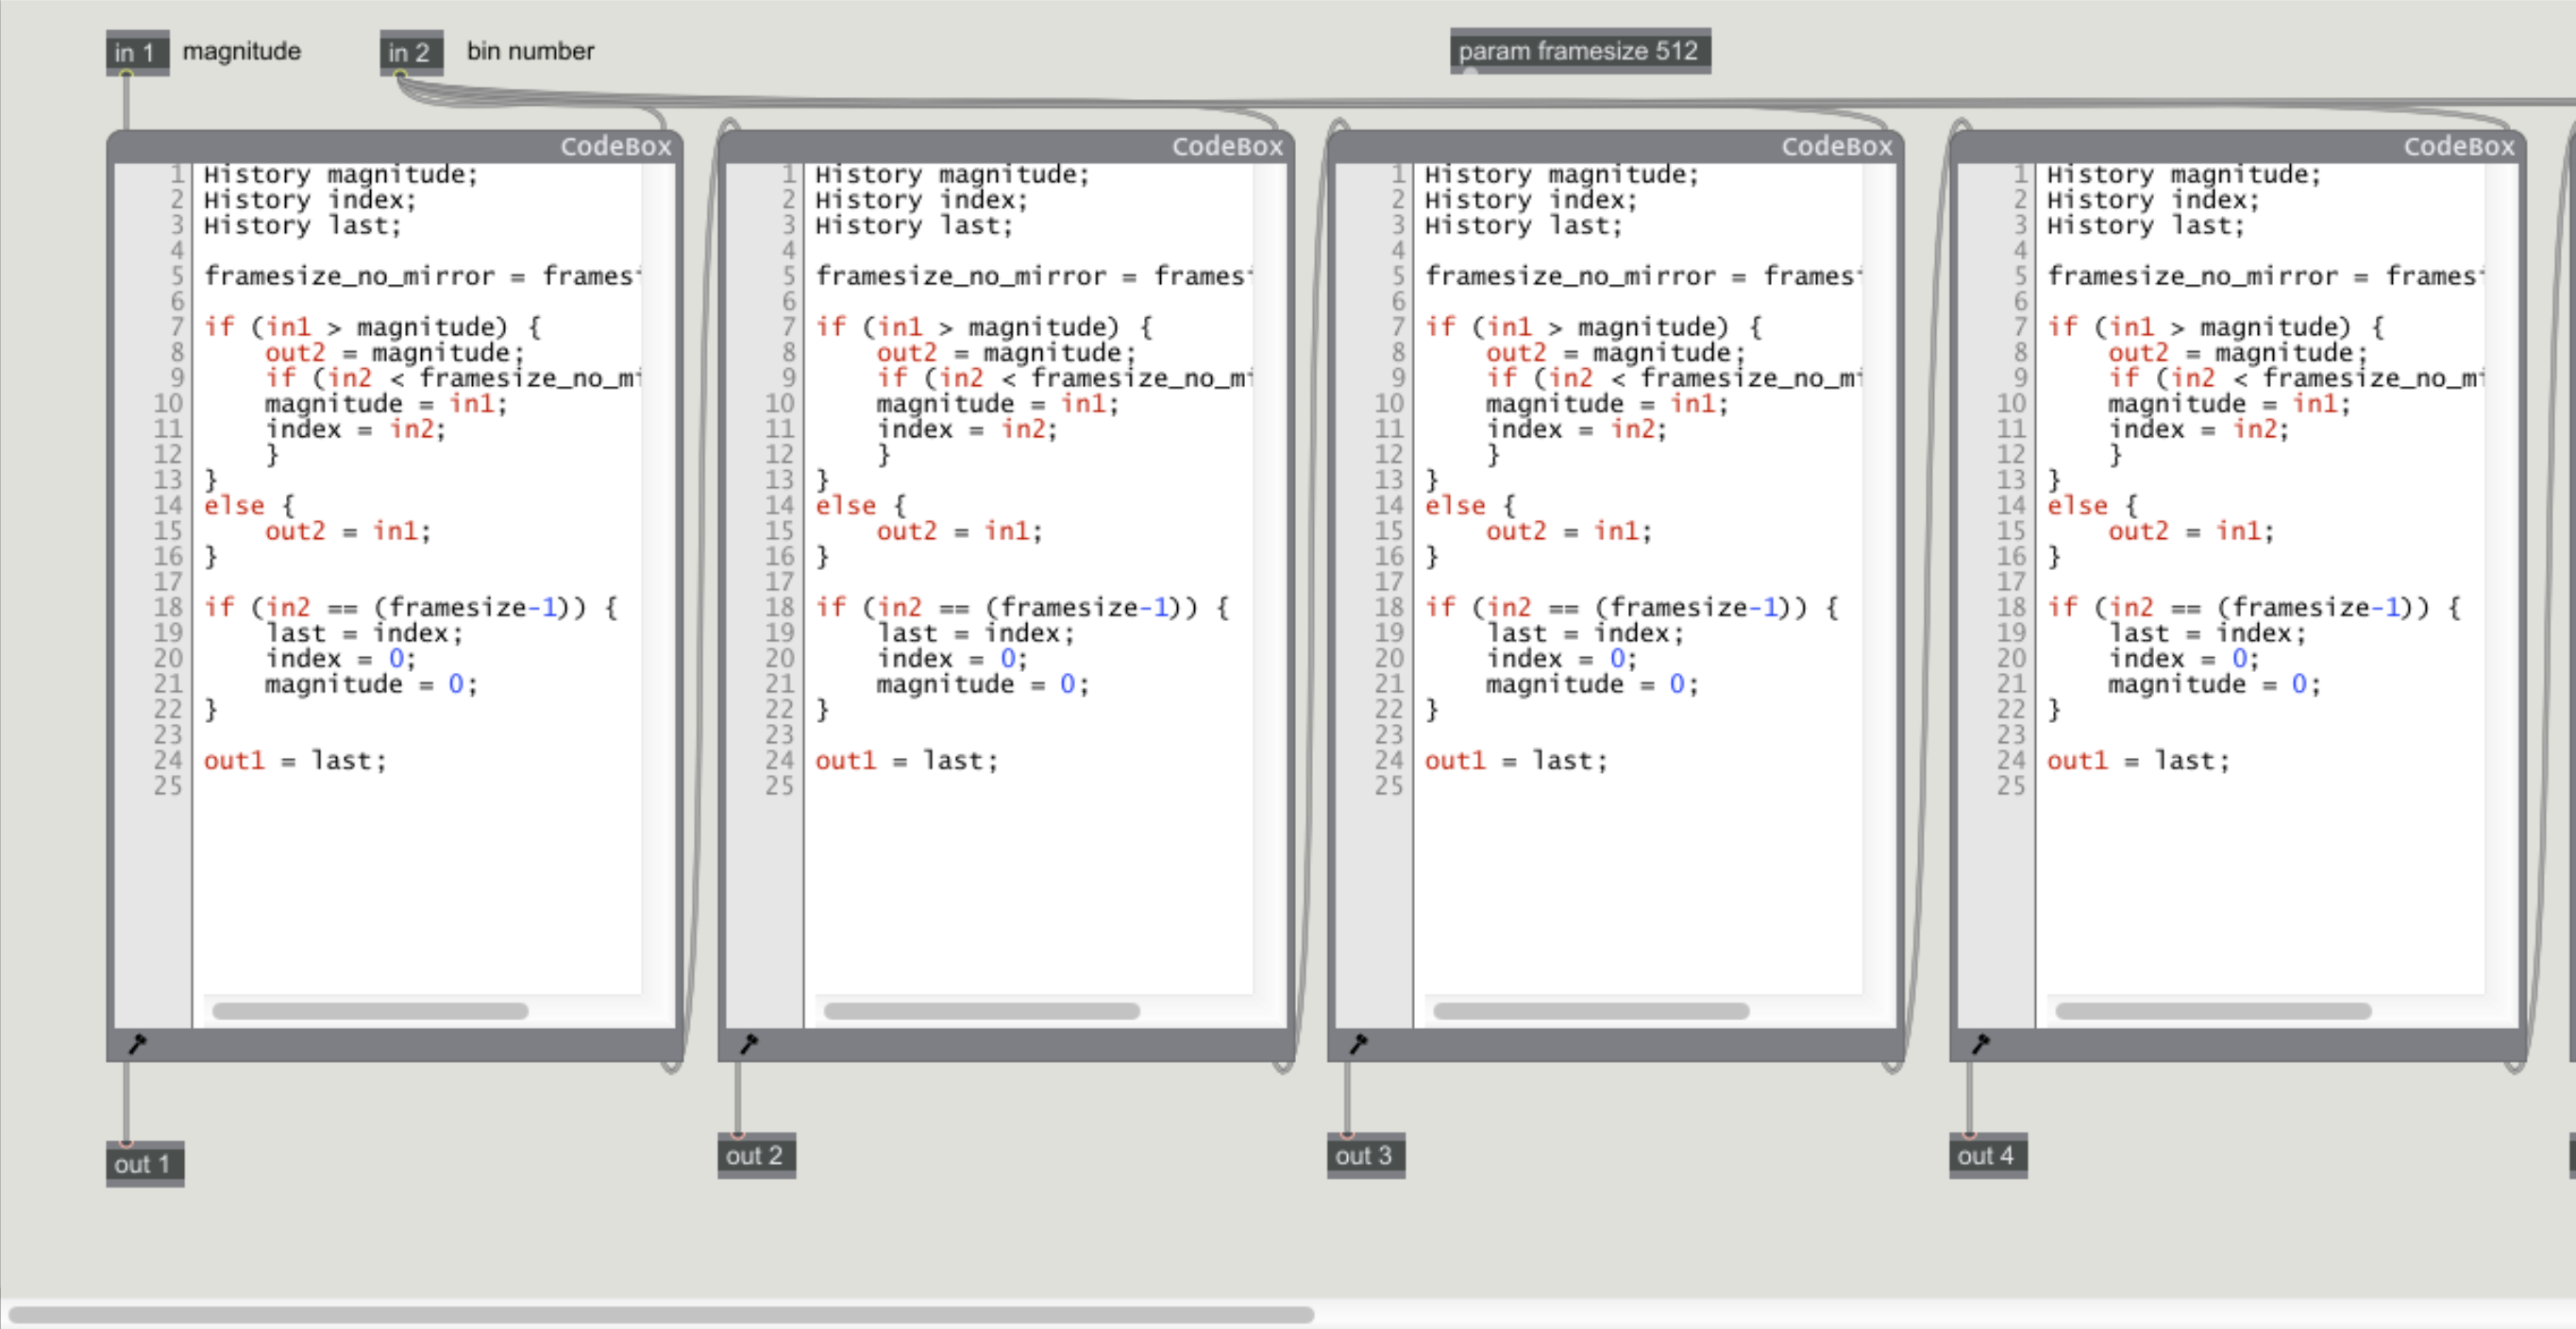 in 1 magnitude in 2 bin number param framesize 512
CodeBox
1 History magnitude;
2 History index;
3 History last;
4
5 framesize_no_mirror = frames
6
7 if (in1 > magnitude) {
8 out2 = magnitude;
9 if (in2 < framesize_no_m
10 magnitude = in1;
11 index = in2;
12 }
13 }
14 else {
15 out2 = in1;
16 }
17
18 if (in2 == (framesize-1)) {
19 last = index;
20 index = 0;
21 magnitude = 0;
22 }
23
24 out1 = last;
25
out 1
CodeBox
1 History magnitude;
2 History index;
3 History last;
4
5 framesize_no_mirror = frames
6
7 if (in1 > magnitude) {
8 out2 = magnitude;
9 if (in2 < framesize_no_m
10 magnitude = in1;
11 index = in2;
12 }
13 }
14 else {
15 out2 = in1;
16 }
17
18 if (in2 == (framesize-1)) {
19 last = index;
20 index = 0;
21 magnitude = 0;
22 }
23
24 out1 = last;
25
out 2
CodeBox
1 History magnitude;
2 History index;
3 History last;
4
5 framesize_no_mirror = frames
6
7 if (in1 > magnitude) {
8 out2 = magnitude;
9 if (in2 < framesize_no_m
10 magnitude = in1;
11 index = in2;
12 }
13 }
14 else {
15 out2 = in1;
16 }
17
18 if (in2 == (framesize-1)) {
19 last = index;
20 index = 0;
21 magnitude = 0;
22 }
23
24 out1 = last;
25
out 3
CodeBox
1 History magnitude;
2 History index;
3 History last;
4
5 framesize_no_mirror = frames
6
7 if (in1 > magnitude) {
8 out2 = magnitude;
9 if (in2 < framesize_no_m
10 magnitude = in1;
11 index = in2;
12 }
13 }
14 else {
15 out2 = in1;
16 }
17
18 if (in2 == (framesize-1)) {
19 last = index;
20 index = 0;
21 magnitude = 0;
22 }
23
24 out1 = last;
25
out 4